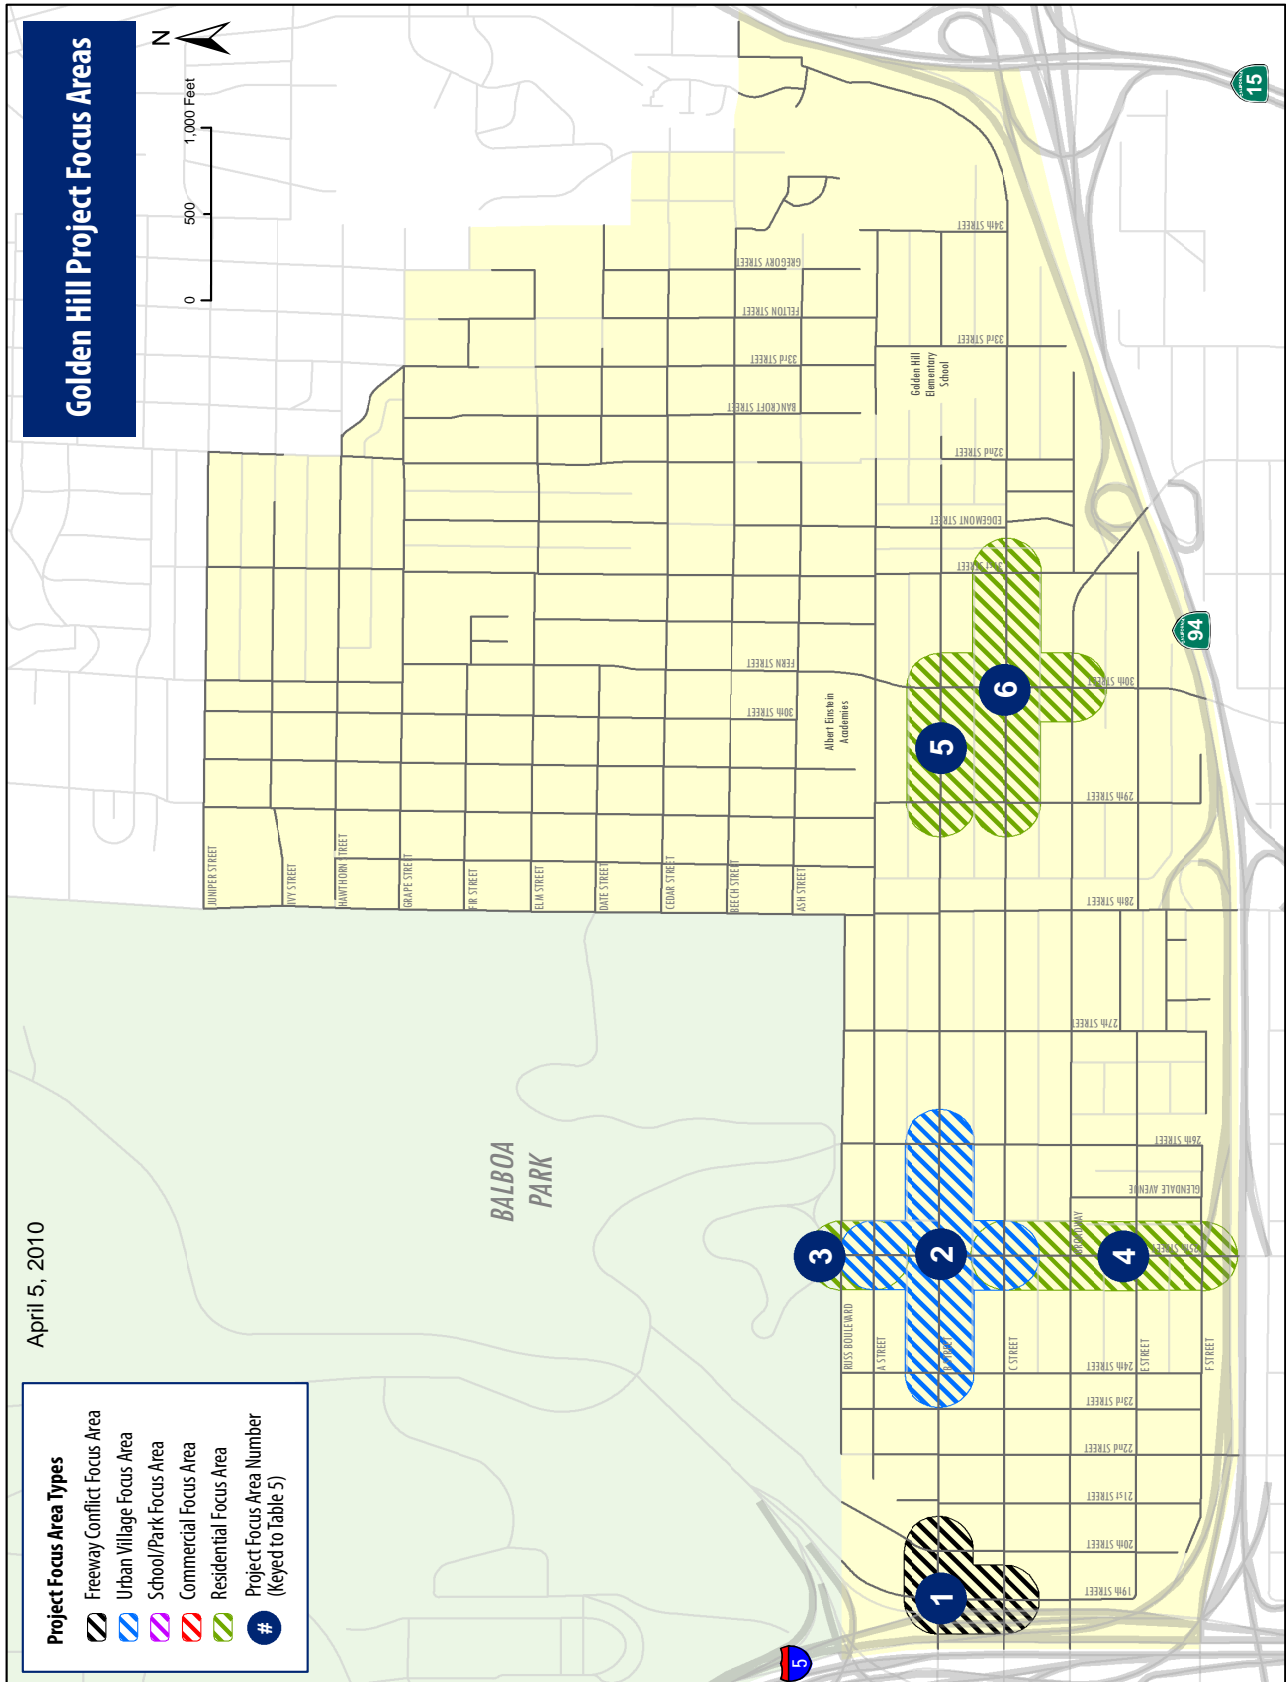 Golden Hill Project Focus Areas
N
0 500 1,000 Feet
April 5, 2010
Project Focus Area Types
Freeway Conflict Focus Area
Urban Village Focus Area
School/Park Focus Area
Commercial Focus Area
Residential Focus Area
# Project Focus Area Number
(Keyed to Table 5)
BALBOA
PARK
JUNIPER STREET
IVY STREET
HAWTHORN STREET
GRAPE STREET
FIR STREET
ELM STREET
DATE STREET
CEDAR STREET
BEECH STREET
ASH STREET
30th STREET
FERN STREET
BANCROFT STREET
33rd STREET
FELTON STREET
GREGORY STREET
Albert Einstein
Academies
Golden Hill
Elementary
School
RUSS BOULEVARD
A STREET
B STREET
C STREET
BROADWAY
E STREET
F STREET
19th STREET
20th STREET
21st STREET
22nd STREET
23rd STREET
24th STREET
25th STREET
GLENDALE AVENUE
26th STREET
27th STREET
28th STREET
29th STREET
30th STREET
31st STREET
EDGEMONT STREET
32nd STREET
33rd STREET
34th STREET
1
2
3
4
5
6
5
94
15